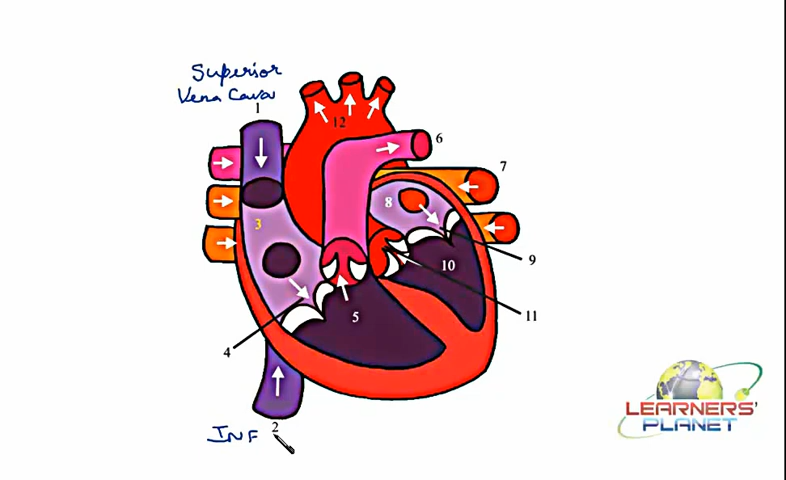 Superior
Vena Cava
1
12
6
7
8
3
9
10
11
5
4
2
INF
LEARNERS'
PLANET